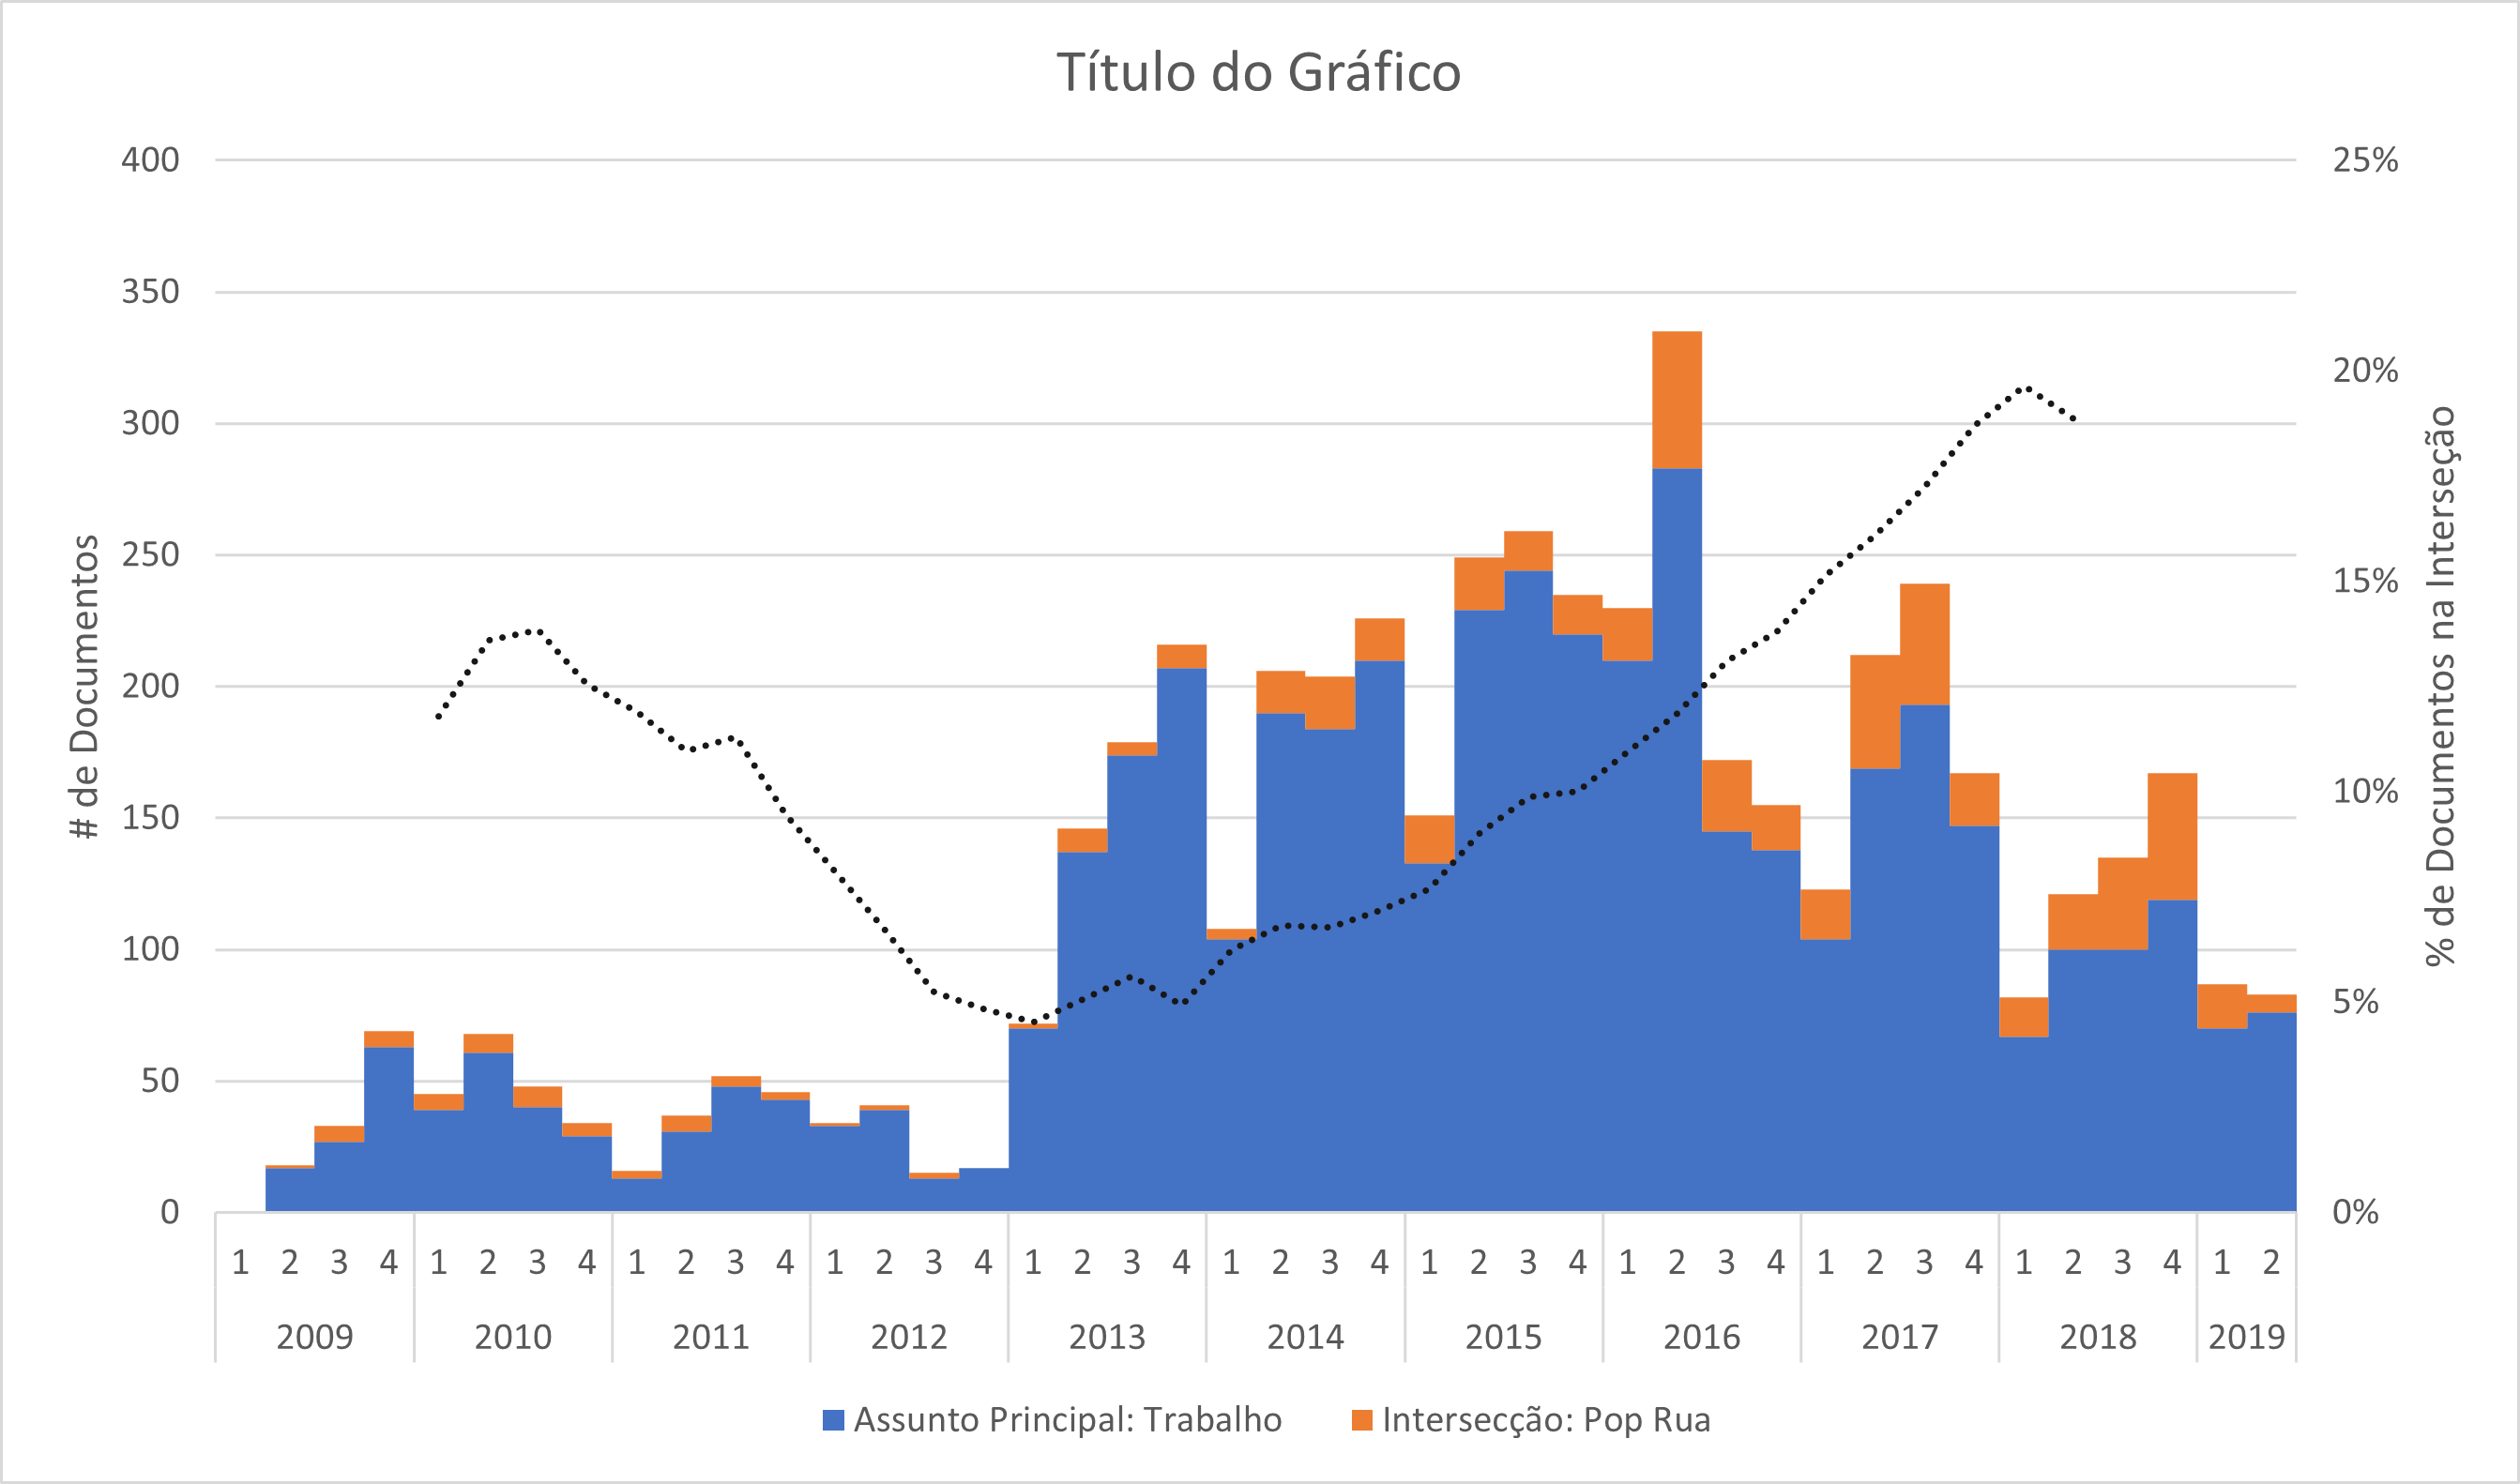 Título do Gráfico
400
350
300
250
200
150
100
50
0
# de Documentos
25%
20%
15%
10%
5%
0%
% de Documentos na Interseção
1 2 3 4 1 2 3 4 1 2 3 4 1 2 3 4 1 2 3 4 1 2 3 4 1 2 3 4 1 2 3 4 1 2 3 4 1 2 3 4 1 2
2009 2010 2011 2012 2013 2014 2015 2016 2017 2018 2019
Assunto Principal: Trabalho Intersecção: Pop Rua